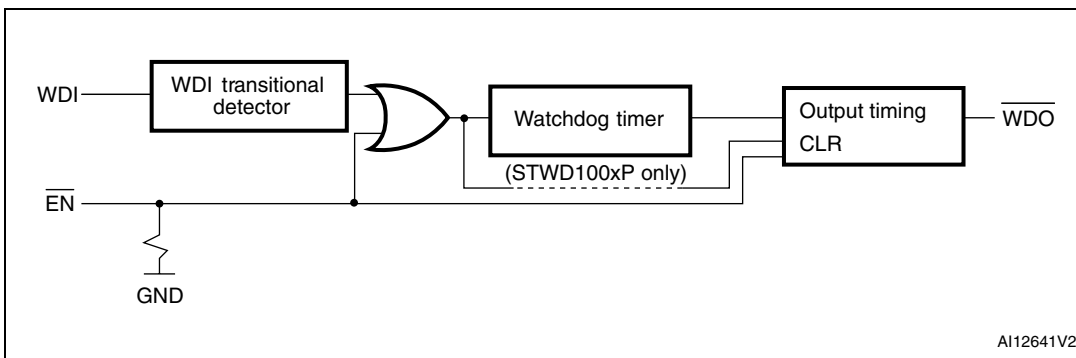 WDI
WDI transitional
detector
Watchdog timer
(STWD100xP only)
Output timing
CLR
WDO
EN
GND
AI12641V2